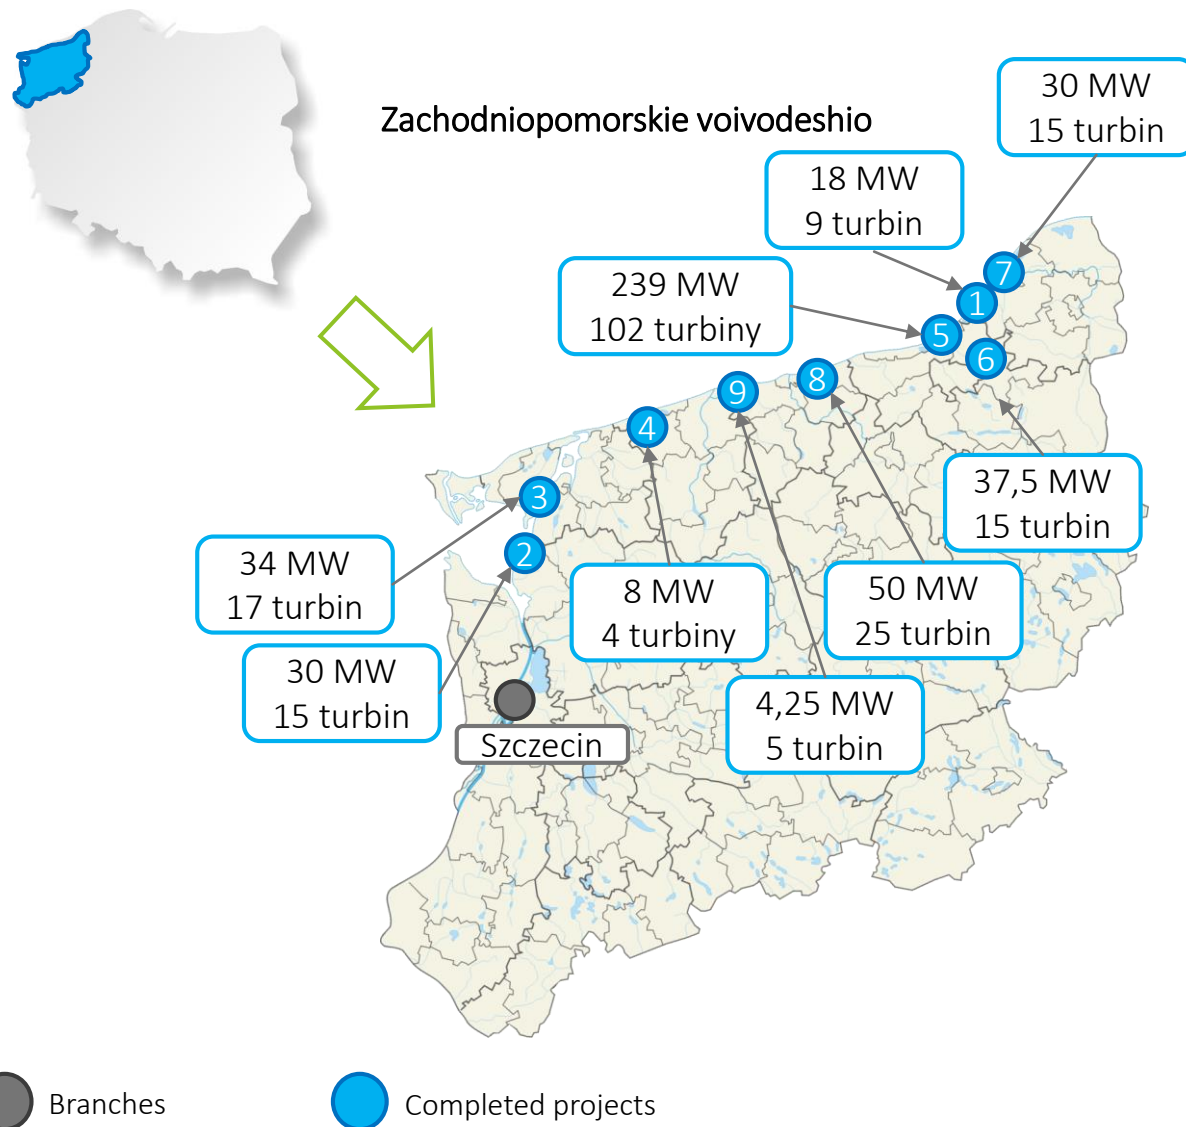 Zachodniopomorskie voivodeshio
30 MW
15 turbin
18 MW
9 turbin
239 MW
102 turbiny
7
1
5
6
8
9
4
3
2
37,5 MW
15 turbin
34 MW
17 turbin
8 MW
4 turbiny
50 MW
25 turbin
30 MW
15 turbin
4,25 MW
5 turbin
Szczecin
Branches
Completed projects